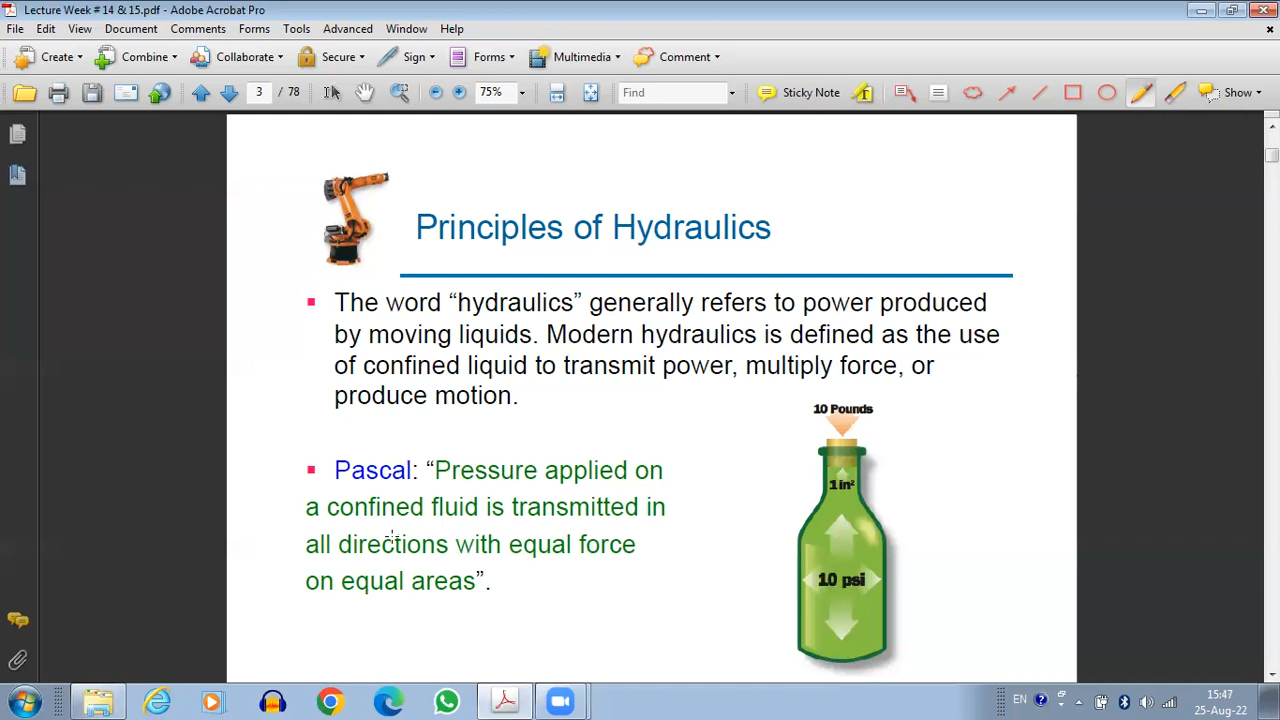 Lecture Week # 14 & 15.pdf - Adobe Acrobat Pro
File Edit View Document Comments Forms Tools Advanced Window Help
Create Combine Collaborate Secure Sign Forms Multimedia Comment
3 / 78 75% Find Sticky Note T Show
Principles of Hydraulics
The word “hydraulics” generally refers to power produced
by moving liquids. Modern hydraulics is defined as the use
of confined liquid to transmit power, multiply force, or
produce motion.
10 Pounds
1 in²
Pascal: “Pressure applied on
a confined fluid is transmitted in
all directions with equal force
on equal areas”.
10 psi
EN 15:47
25-Aug-22